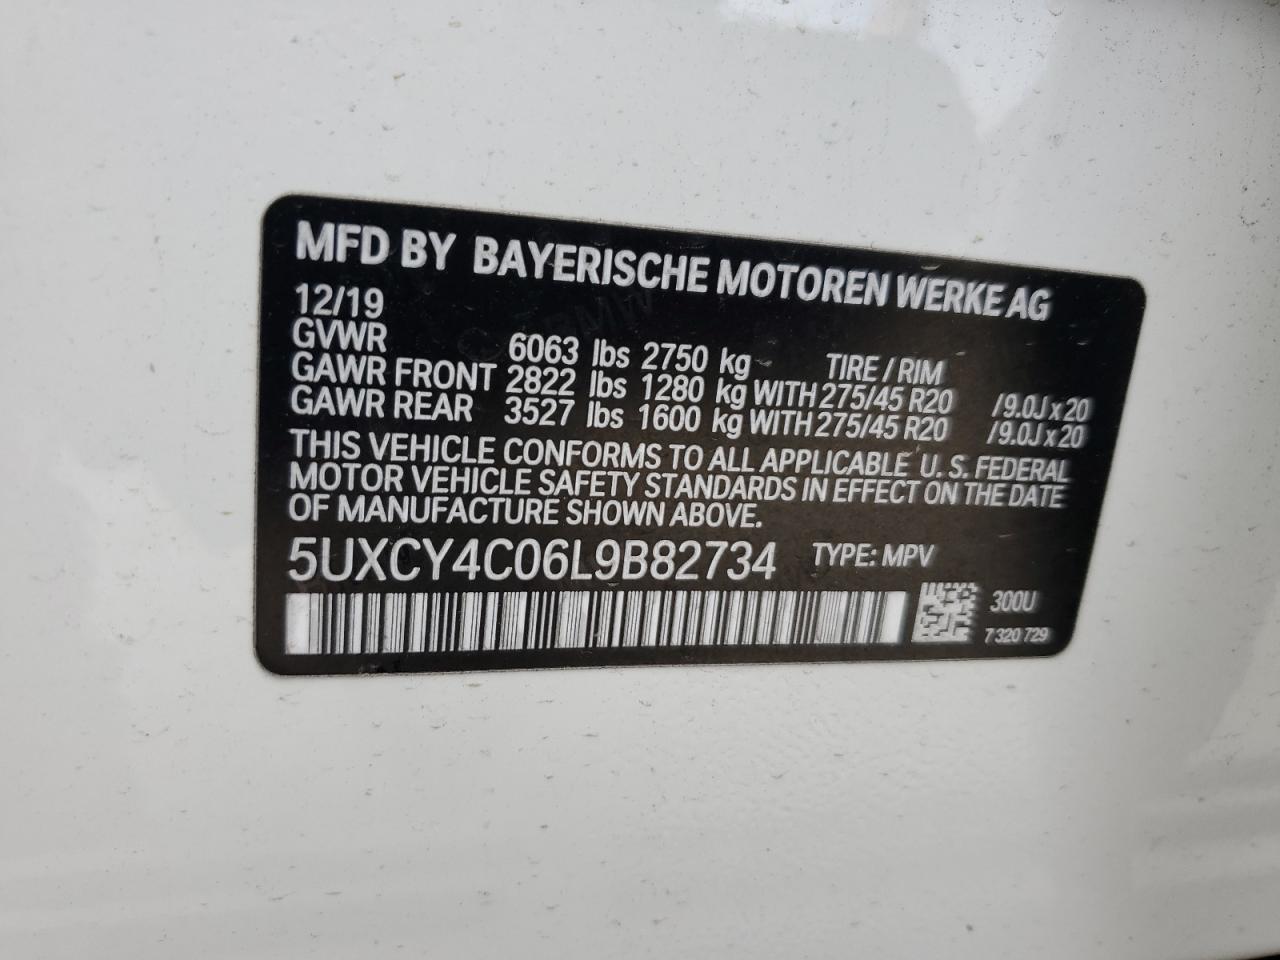 MFD BY BAYERISCHE MOTOREN WERKE AG
12/19
GVWR 6063 lbs 2750 kg TIRE / RIM
GAWR FRONT 2822 lbs 1280 kg WITH 275/45 R20 /9.0J x 20
GAWR REAR 3527 lbs 1600 kg WITH 275/45 R20 /9.0J x 20
THIS VEHICLE CONFORMS TO ALL APPLICABLE U. S. FEDERAL
MOTOR VEHICLE SAFETY STANDARDS IN EFFECT ON THE DATE
OF MANUFACTURE SHOWN ABOVE.
5UXCY4C06L9B82734 TYPE: MPV
300U
7 320 729